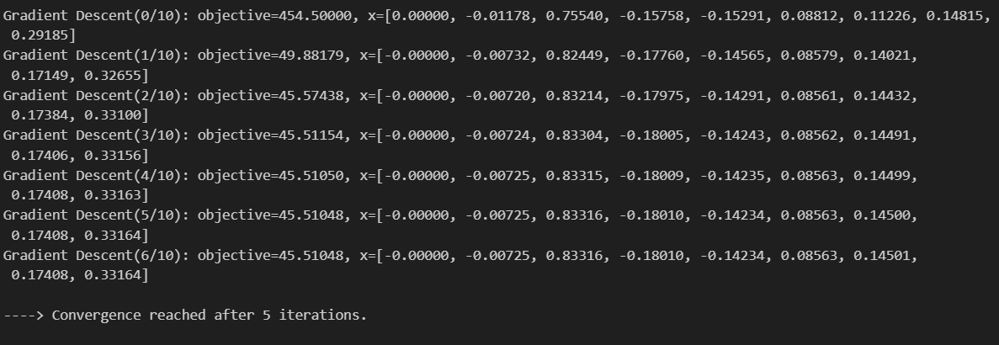 Gradient Descent(0/10): objective=454.50000, x=[0.00000, -0.01178, 0.75540, -0.15758, -0.15291, 0.08812, 0.11226, 0.14815,
0.29185]
Gradient Descent(1/10): objective=49.88179, x=[-0.00000, -0.00732, 0.82449, -0.17760, -0.14565, 0.08579, 0.14021,
0.17149, 0.32655]
Gradient Descent(2/10): objective=45.57438, x=[-0.00000, -0.00720, 0.83214, -0.17975, -0.14291, 0.08561, 0.14432,
0.17384, 0.33100]
Gradient Descent(3/10): objective=45.51154, x=[-0.00000, -0.00724, 0.83304, -0.18005, -0.14243, 0.08562, 0.14491,
0.17406, 0.33156]
Gradient Descent(4/10): objective=45.51050, x=[-0.00000, -0.00725, 0.83315, -0.18009, -0.14235, 0.08563, 0.14499,
0.17408, 0.33163]
Gradient Descent(5/10): objective=45.51048, x=[-0.00000, -0.00725, 0.83316, -0.18010, -0.14234, 0.08563, 0.14500,
0.17408, 0.33164]
Gradient Descent(6/10): objective=45.51048, x=[-0.00000, -0.00725, 0.83316, -0.18010, -0.14234, 0.08563, 0.14501,
0.17408, 0.33164]
----> Convergence reached after 5 iterations.